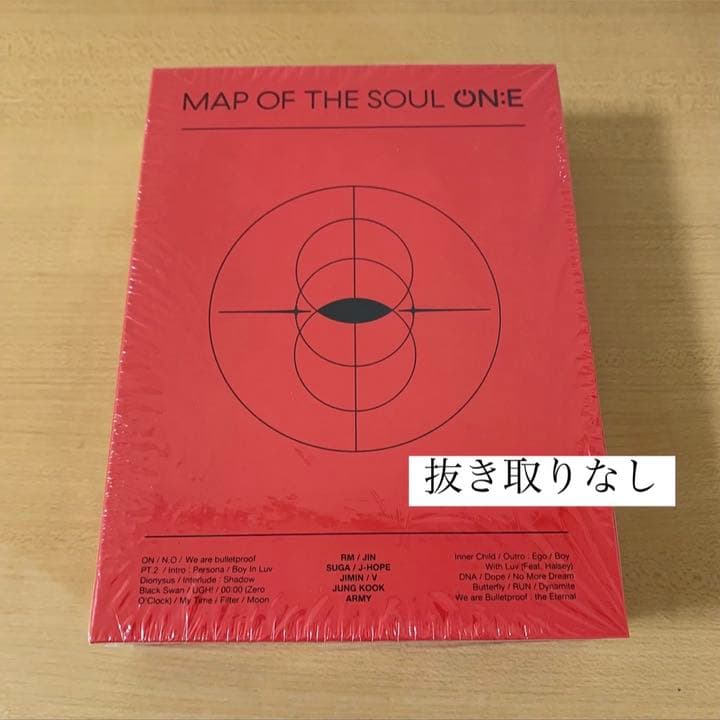 MAP OF THE SOUL ON:E
抜き取りなし
ON / N.O / We are bulletproof
PT.2 / Intro : Persona / Boy In Luv
Dionysus / Interlude : Shadow
Black Swan / UGH! / 00:00 (Zero
O'Clock) / My Time / Filter / Moon
RM / JIN
SUGA / J-HOPE
JIMIN / V
JUNG KOOK
ARMY
Inner Child / Outro : Ego / Boy
With Luv (Feat. Halsey)
DNA / Dope / No More Dream
Butterfly / RUN / Dynamite
We are Bulletproof : the Eternal